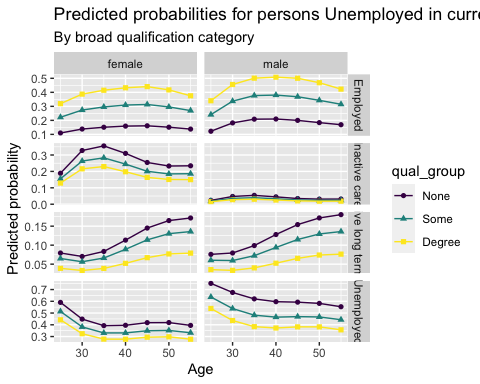 Predicted probabilities for persons Unemployed in curre
By broad qualification category
female male
Predicted probability
0.5
0.4
0.3
0.2
0.1
Employed
0.3
0.2
0.1
0.0
nactive care
0.15
0.10
0.05
ve long term
0.7
0.6
0.5
0.4
0.3
Unemployed
30 40 50 30 40 50
Age
qual_group
None
Some
Degree